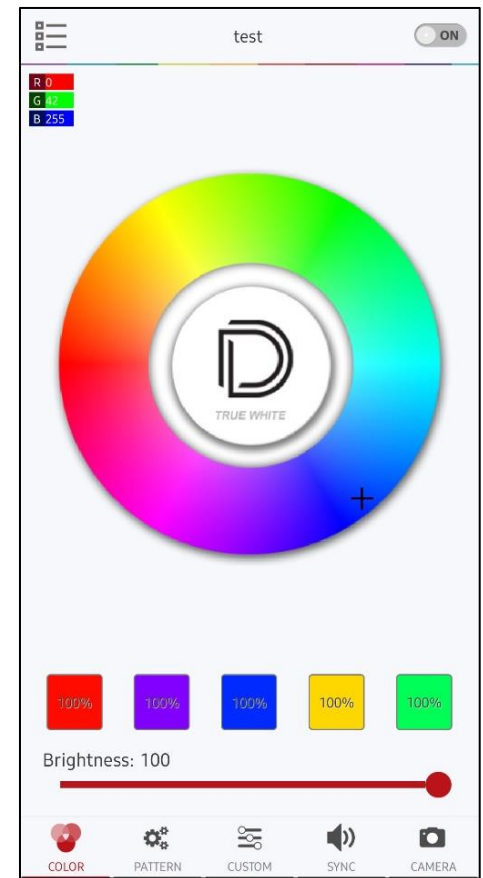 test
ON
R 0
G 42
B 255
TRUE WHITE
100% 100% 100% 100% 100%
Brightness: 100
COLOR PATTERN CUSTOM SYNC CAMERA